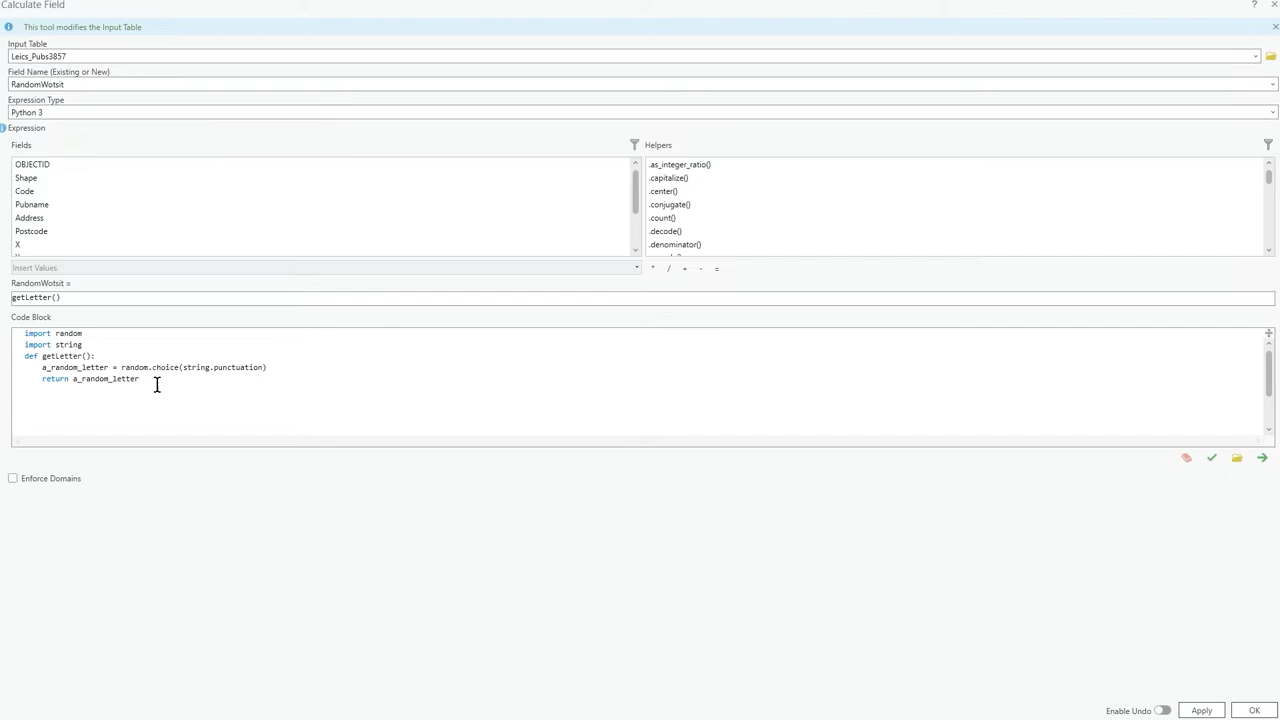 Calculate Field
?
This tool modifies the Input Table
Input Table
Leics_Pubs3857
Field Name (Existing or New)
RandomWotsit
Expression Type
Python 3
Expression
Fields
Helpers
OBJECTID
.as_integer_ratio()
Shape
.capitalize()
Code
.center()
Pubname
.conjugate()
Address
.count()
Postcode
.decode()
X
.denominator()
Insert Values
* / + - =
RandomWotsit =
getLetter()
Code Block
import random
import string
def getLetter():
a_random_letter = random.choice(string.punctuation)
return a_random_letter
Enforce Domains
Enable Undo
Apply
OK